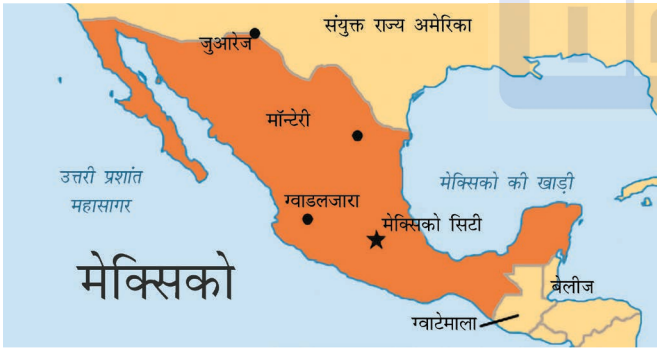 संयुक्त राज्य अमेरिका
जुआरेज
मॉन्टेरी
उत्तरी प्रशांत
महासागर
मेक्सिको की खाड़ी
ग्वाडलजारा
मेक्सिको सिटी
मेक्सिको
बेलीज
ग्वाटेमाला